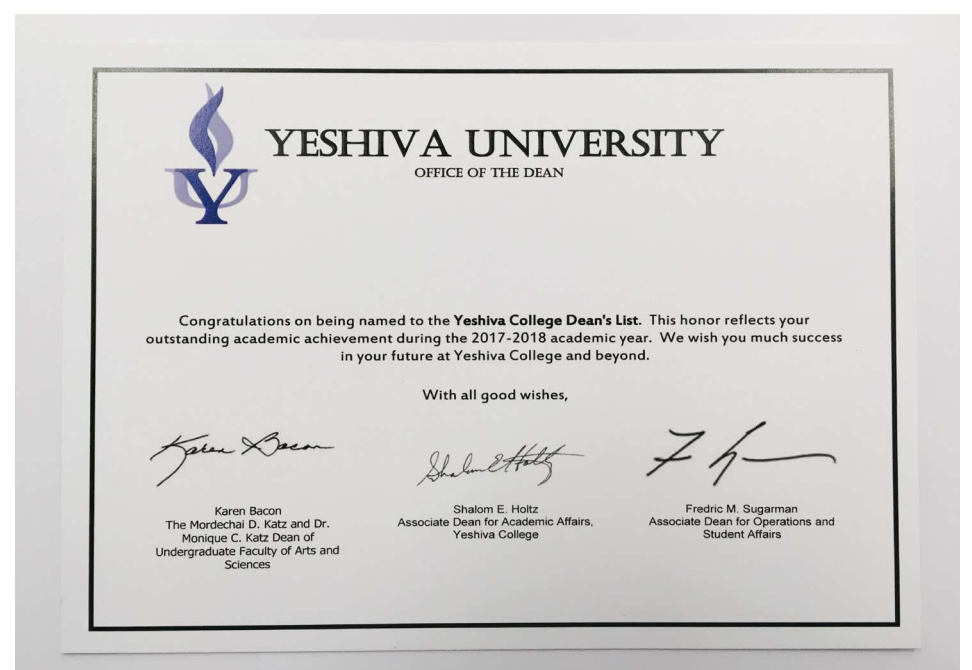 YESHIVA UNIVERSITY
OFFICE OF THE DEAN
Congratulations on being named to the Yeshiva College Dean's List. This honor reflects your
outstanding academic achievement during the 2017-2018 academic year. We wish you much success
in your future at Yeshiva College and beyond.
With all good wishes,
Karen Bacon
Shalom E Holtz
Karen Bacon
The Mordechai D. Katz and Dr.
Monique C. Katz Dean of
Undergraduate Faculty of Arts and
Sciences
Shalom E. Holtz
Associate Dean for Academic Affairs,
Yeshiva College
Fredric M. Sugarman
Associate Dean for Operations and
Student Affairs